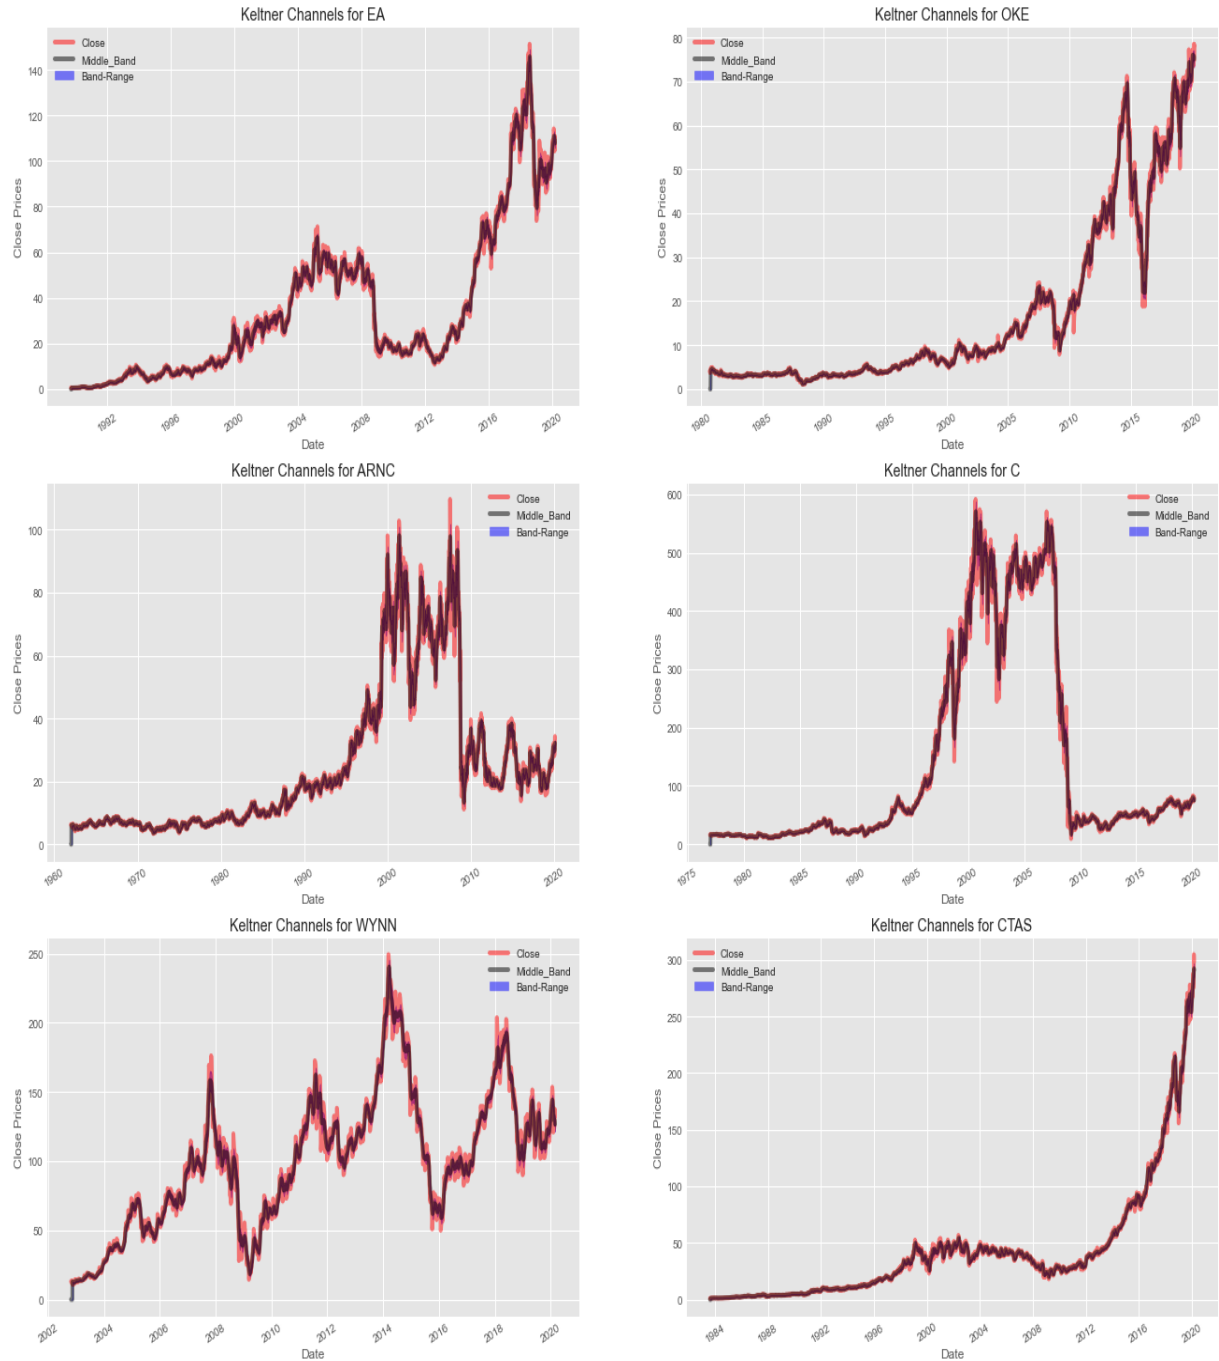 Keltner Channels for EA
Close
Middle_Band
Band-Range
140
120
100
80
60
40
20
0
Close Prices
1992 1996 2000 2004 2008 2012 2016 2020
Date
Keltner Channels for OKE
Close
Middle_Band
Band-Range
80
70
60
50
40
30
20
10
0
Close Prices
1980 1985 1990 1995 2000 2005 2010 2015 2020
Date
Keltner Channels for ARNC
Close
Middle_Band
Band-Range
100
80
60
40
20
0
Close Prices
1960 1970 1980 1990 2000 2010 2020
Date
Keltner Channels for C
Close
Middle_Band
Band-Range
600
500
400
300
200
100
0
Close Prices
1975 1980 1985 1990 1995 2000 2005 2010 2015 2020
Date
Keltner Channels for WYNN
Close
Middle_Band
Band-Range
250
200
150
100
50
0
Close Prices
2002 2004 2006 2008 2010 2012 2014 2016 2018 2020
Date
Keltner Channels for CTAS
Close
Middle_Band
Band-Range
300
250
200
150
100
50
0
Close Prices
1984 1988 1992 1996 2000 2004 2008 2012 2016 2020
Date